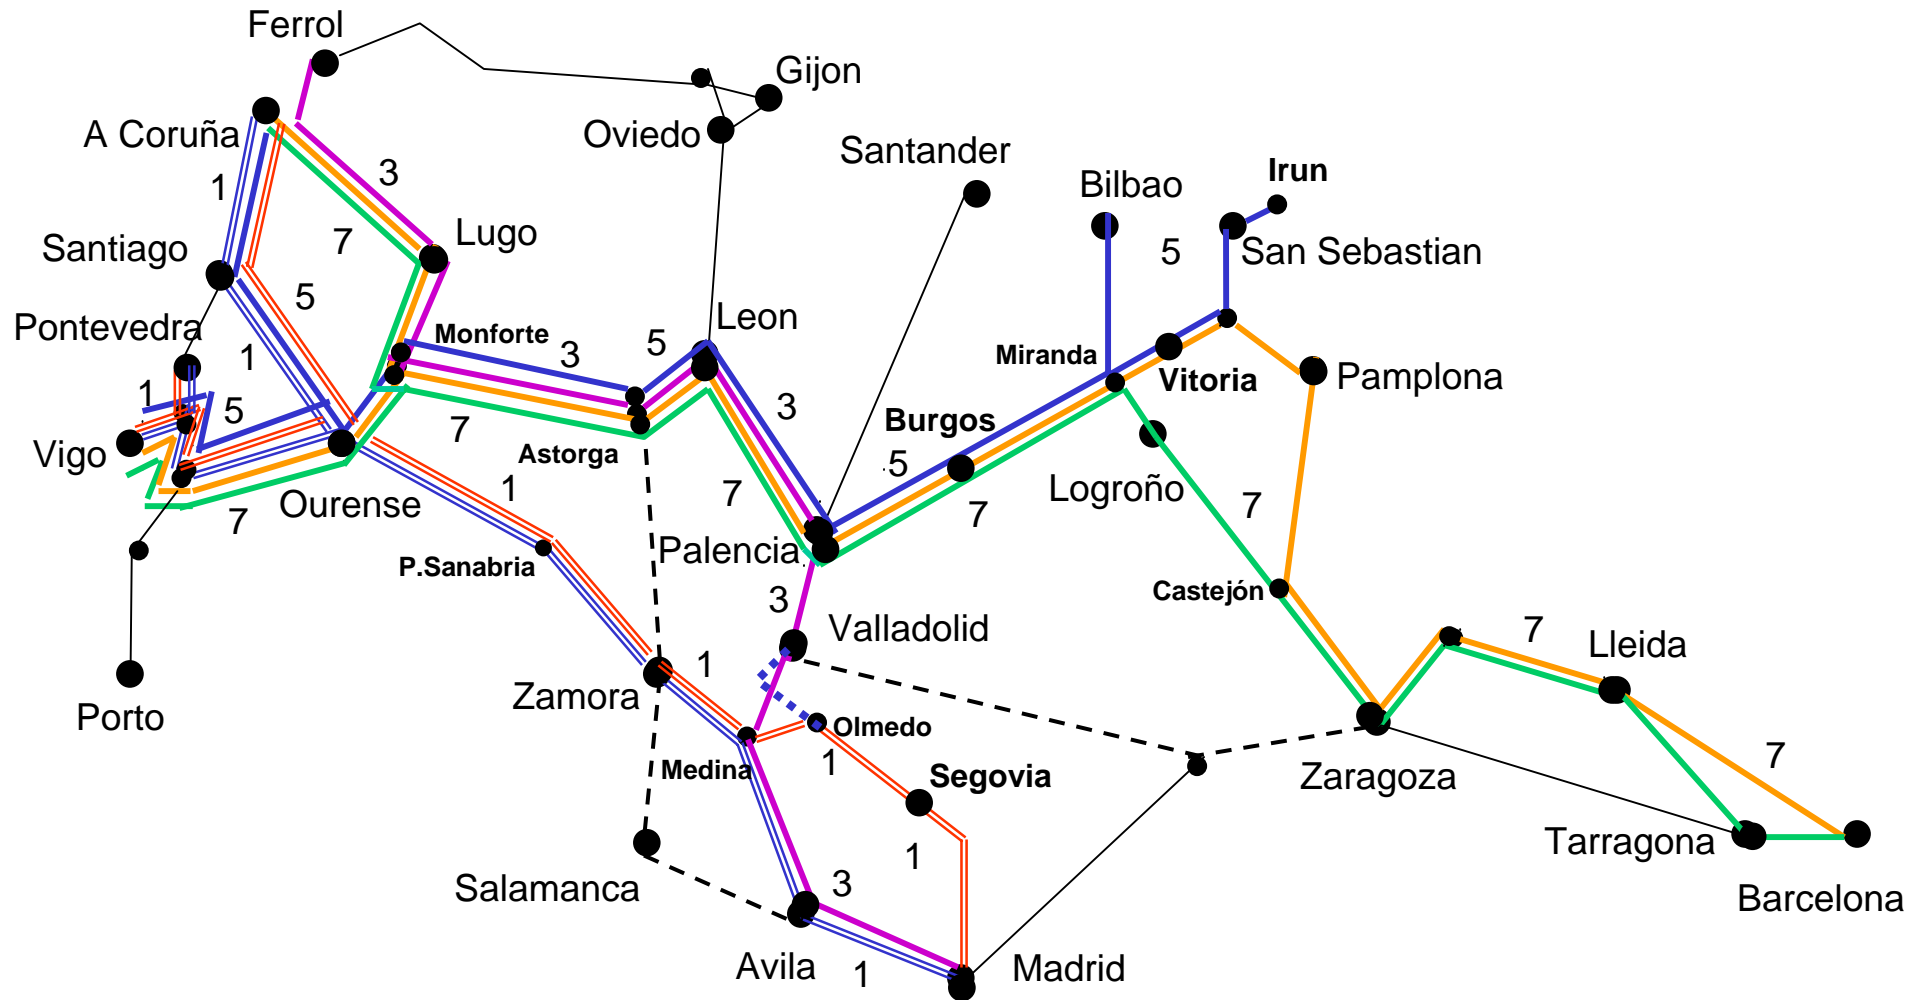 Ferrol
Gijon
A Coruña
Oviedo
Santander
3
Irun
1
Bilbao
Lugo
7
5
San Sebastian
Santiago
5
Pontevedra
Leon
Monforte
3
5
Miranda
1
Vitoria
Pamplona
1
5
3
Burgos
7
Vigo
Astorga
.5
Logroño
7
1
7
7
7
Ourense
Palencia
P.Sanabria
Castejón
3
Valladolid
7
Lleida
1
Zamora
Porto
Olmedo
1
Medina
Segovia
7
Zaragoza
1
Tarragona
3
Salamanca
Barcelona
Avila
1
Madrid